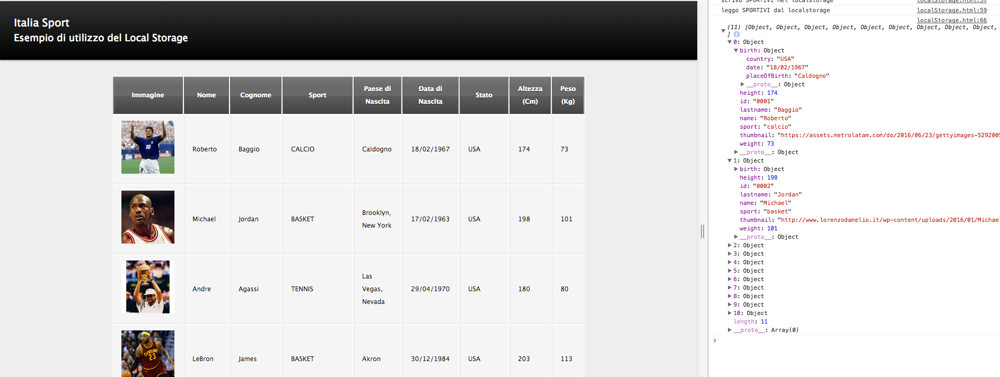 Italia Sport
Esempio di utilizzo del Local Storage
Immagine Nome Cognome Sport Paese di Nascita Data di Nascita Stato Altezza (Cm) Peso (Kg)
Roberto Baggio CALCIO Caldogno 18/02/1967 USA 174 73
Michael Jordan BASKET Brooklyn, New York 17/02/1963 USA 198 101
Andre Agassi TENNIS Las Vegas, Nevada 29/04/1970 USA 180 80
LeBron James BASKET Akron 30/12/1984 USA 203 113
10
CLEVELAND
23
scrivo SPORTIVI nel localstorage localStorage.html:57
leggo SPORTIVI dal localstorage localStorage.html:59
localStorage.html:66
(11) [Object, Object, Object, Object, Object, Object, Object, Object, Object,
]
0: Object
birth: Object
country: "USA"
date: "18/02/1967"
placeOfBirth: "Caldogno"
__proto__: Object
height: 174
id: "0001"
lastname: "Baggio"
name: "Roberto"
sport: "calcio"
thumbnail: "https://assets.metrolatam.com/do/2016/06/23/gettyimages-5292005
weight: 73
__proto__: Object
1: Object
birth: Object
height: 198
id: "0002"
lastname: "Jordan"
name: "Michael"
sport: "basket"
thumbnail: "http://www.lorenzodamelio.it/wp-content/uploads/2016/01/Michae
weight: 101
__proto__: Object
2: Object
3: Object
4: Object
5: Object
6: Object
7: Object
8: Object
9: Object
10: Object
length: 11
__proto__: Array(0)